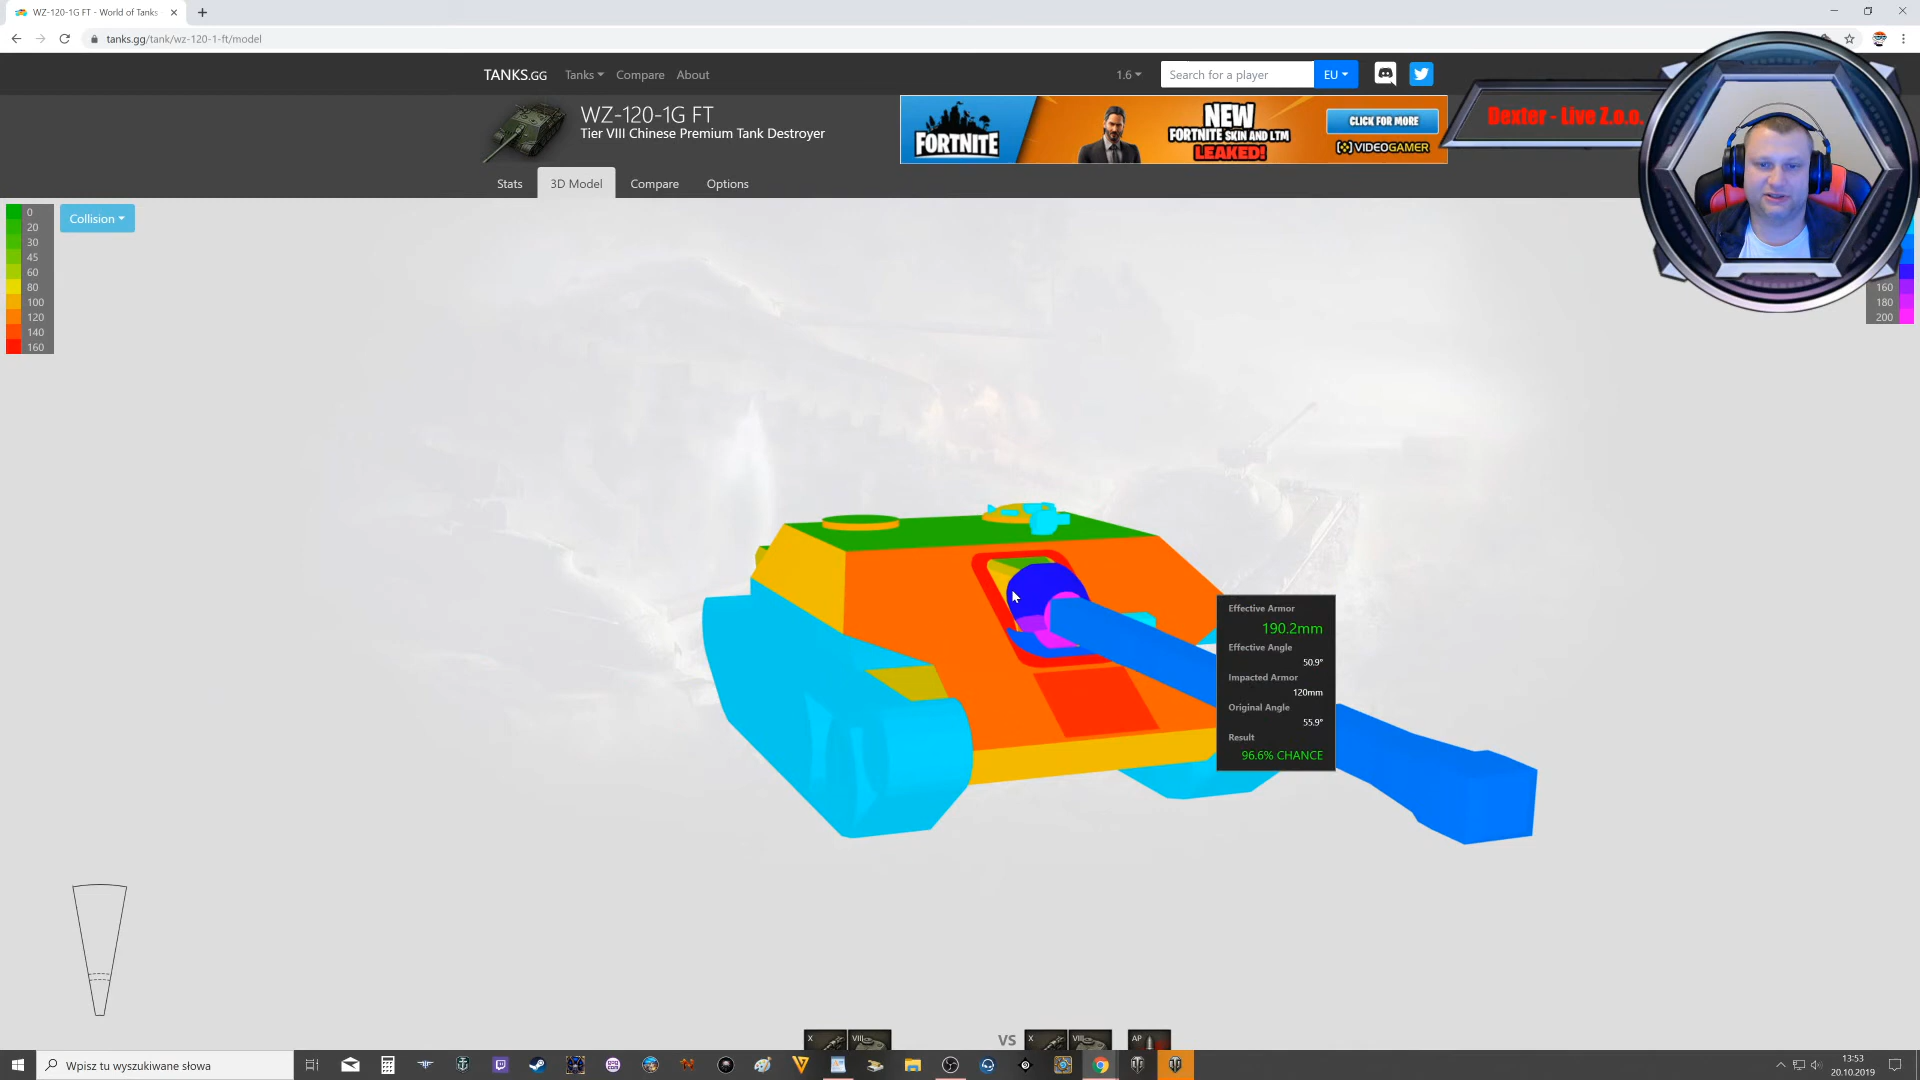 WZ-120-1G FT - World of Tanks
tanks.gg/tank/wz-120-1-ft/model
TANKS.GG
Tanks
Compare
About
1.6
Search for a player
EU
WZ-120-1G FT
Tier VIII Chinese Premium Tank Destroyer
FORTNITE
NEW
FORTNITE SKIN AND LTM
LEAKED!
CLICK FOR MORE
VIDEOGAMER
Dexter - Live Z.o.o.
Stats
3D Model
Compare
Options
Collision
0
20
30
45
60
80
100
120
140
160
160
180
200
Effective Armor
190.2mm
Effective Angle
50.9°
Impacted Armor
120mm
Original Angle
55.9°
Result
96.6% CHANCE
X
VIII
VS
X
VIII
AP
Wpisz tu wyszukiwane słowa
13:53
20.10.2019